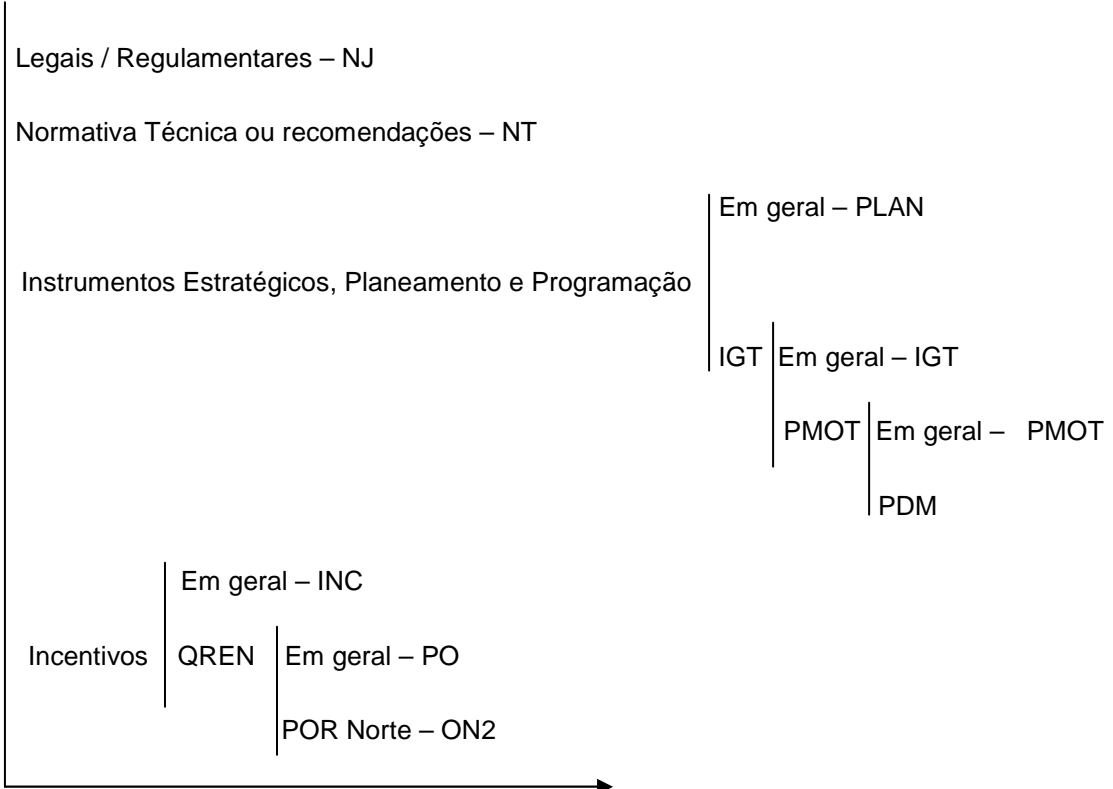 Legais / Regulamentares – NJ
Normativa Técnica ou recomendações – NT
Em geral – PLAN
Instrumentos Estratégicos, Planeamento e Programação
IGT Em geral – IGT
PMOT Em geral – PMOT
PDM
Em geral – INC
Incentivos QREN Em geral – PO
POR Norte – ON2